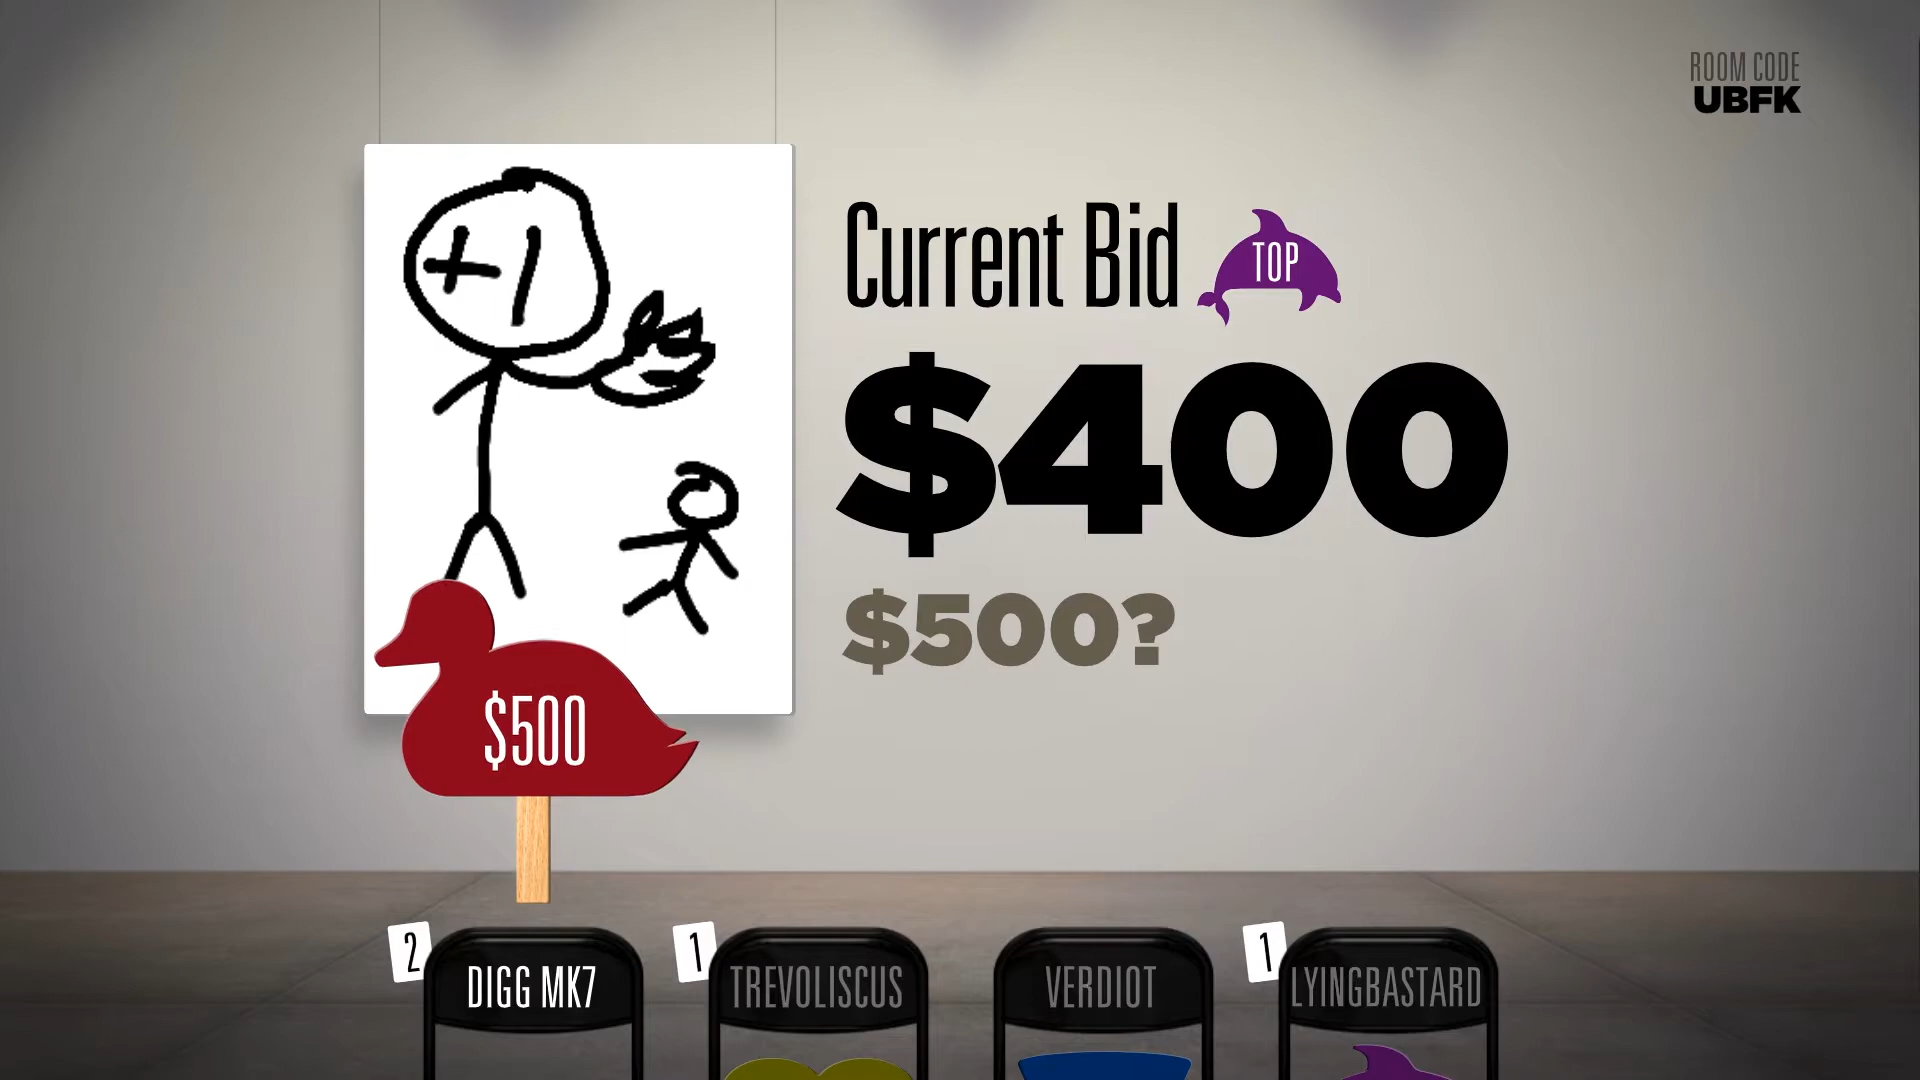 ROOM CODE
UBFK
Current Bid
TOP
$400
$500?
$500
2
DIGG MK7
1
TREVOLISCUS
VERDIOT
1
LYINGBASTARD